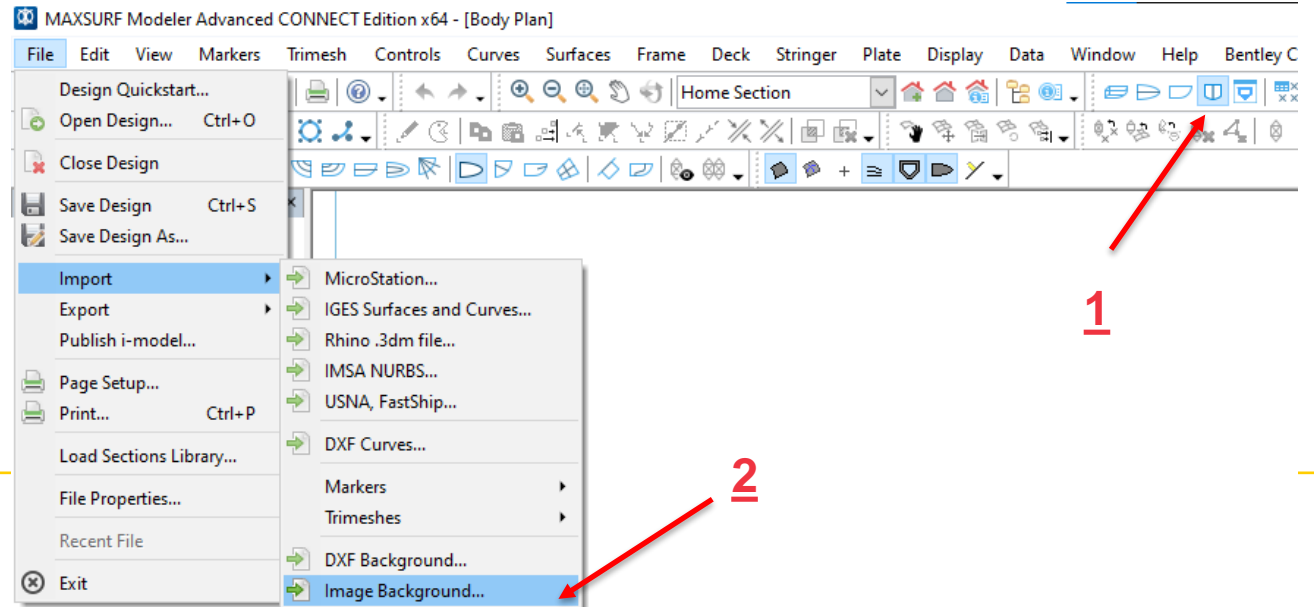 MAXSURF Modeler Advanced CONNECT Edition x64 - [Body Plan]
File Edit View Markers Trimesh Controls Curves Surfaces Frame Deck Stringer Plate Display Data Window Help Bentley C
Home Section
Design Quickstart...
Open Design... Ctrl+O
Close Design
Save Design Ctrl+S
Save Design As...
Import
Export
Publish i-model...
Page Setup...
Print... Ctrl+P
Load Sections Library...
File Properties...
Recent File
Exit
MicroStation...
IGES Surfaces and Curves...
Rhino .3dm file...
IMSA NURBS...
USNA, FastShip...
DXF Curves...
Markers
Trimeshes
DXF Background...
Image Background...
1
2